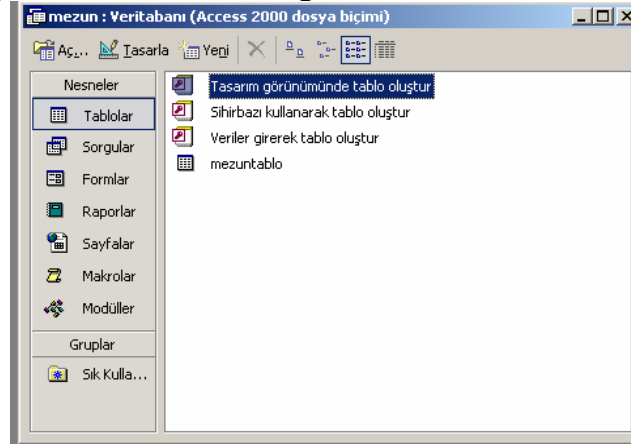 mezun : Veritabanı (Access 2000 dosya biçimi)
Aç... Tasarla Yeni
Nesneler
Tablolar
Sorgular
Formlar
Raporlar
Sayfalar
Makrolar
Modüller
Gruplar
Sık Kulla...
Tasarım görünümünde tablo oluştur
Sihirbazı kullanarak tablo oluştur
Veriler girerek tablo oluştur
mezuntablo